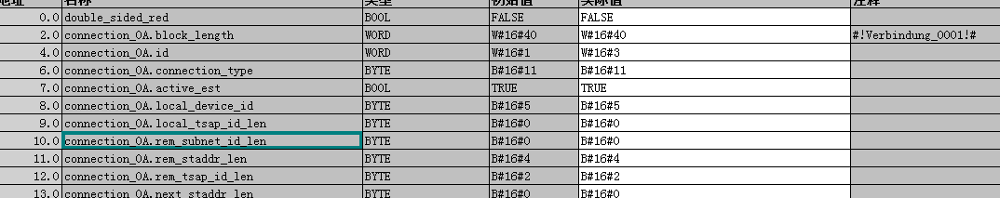 地址 名称 类型 初始值 实际值 注释
0.0 double_sided_red BOOL FALSE FALSE
2.0 connection_0A.block_length WORD W#16#40 W#16#40 #!Verbindung_0001!#
4.0 connection_0A.id WORD W#16#1 W#16#3
6.0 connection_0A.connection_type BYTE B#16#11 B#16#11
7.0 connection_0A.active_est BOOL TRUE TRUE
8.0 connection_0A.local_device_id BYTE B#16#5 B#16#5
9.0 connection_0A.local_tsap_id_len BYTE B#16#0 B#16#0
10.0 connection_0A.rem_subnet_id_len BYTE B#16#0 B#16#0
11.0 connection_0A.rem_staddr_len BYTE B#16#4 B#16#4
12.0 connection_0A.rem_tsap_id_len BYTE B#16#2 B#16#2
13.0 connection_0A.next_staddr_len BYTE B#16#0 B#16#0